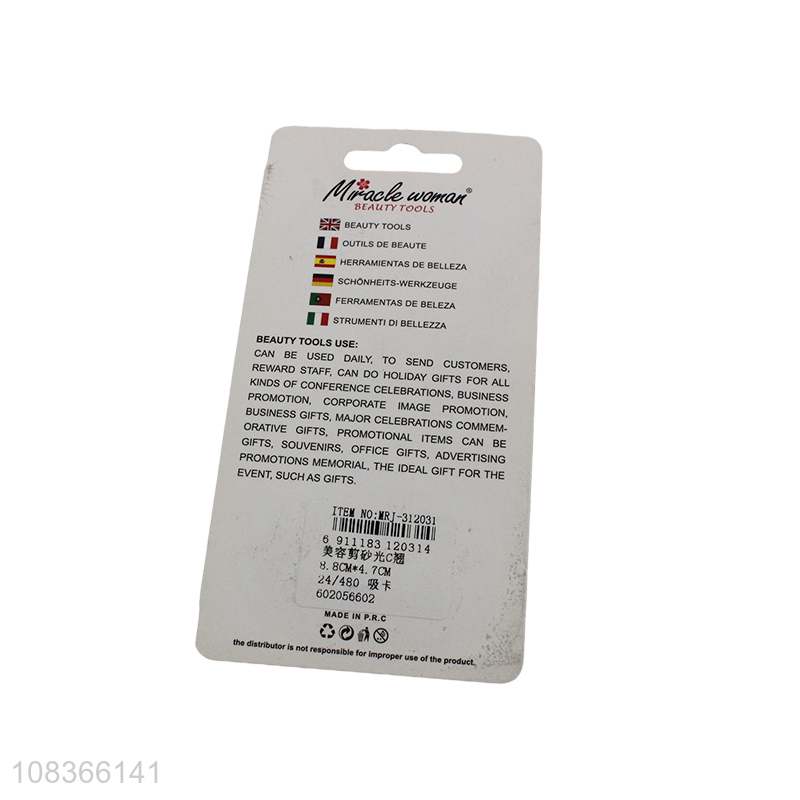 Miracle woman®
BEAUTY TOOLS
BEAUTY TOOLS
OUTILS DE BEAUTE
HERRAMIENTAS DE BELLEZA
SCHÖNHEITS-WERKZEUGE
FERRAMENTAS DE BELEZA
STRUMENTI DI BELLEZZA
BEAUTY TOOLS USE:
CAN BE USED DAILY, TO SEND CUSTOMERS,
REWARD STAFF, CAN DO HOLIDAY GIFTS FOR ALL
KINDS OF CONFERENCE CELEBRATIONS, BUSINESS
PROMOTION, CORPORATE IMAGE PROMOTION,
BUSINESS GIFTS, MAJOR CELEBRATIONS COMMEM-
ORATIVE GIFTS, PROMOTIONAL ITEMS CAN BE
GIFTS, SOUVENIRS, OFFICE GIFTS, ADVERTISING
PROMOTIONS MEMORIAL, THE IDEAL GIFT FOR THE
EVENT, SUCH AS GIFTS.
ITEM NO:MRJ-312031
6 911183 120314
美容剪砂光C翘
8.8CM*4.7CM
24/480 吸卡
602056602
MADE IN P.R.C
the distributor is not responsible for improper use of the product.
108366141